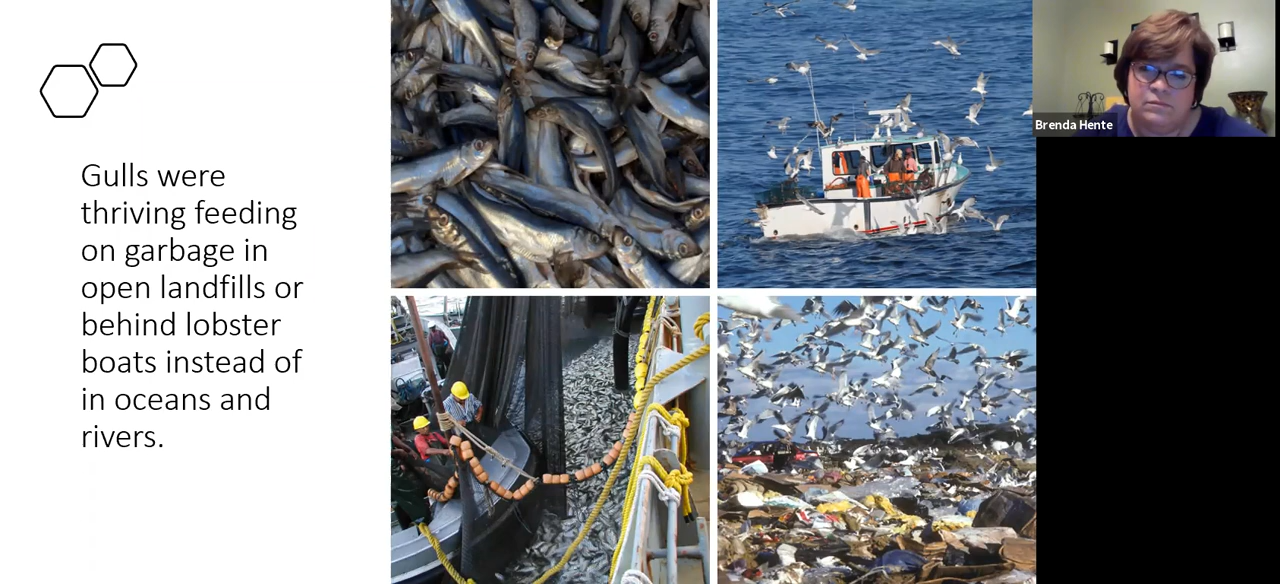 Gulls were
thriving feeding
on garbage in
open landfills or
behind lobster
boats instead of
in oceans and
rivers.
Brenda Hente